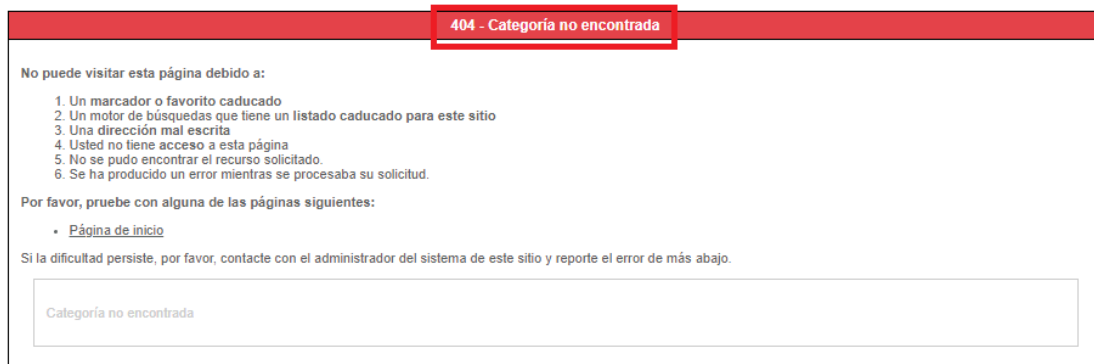 404 - Categoría no encontrada
No puede visitar esta página debido a:
1. Un marcador o favorito caducado
2. Un motor de búsquedas que tiene un listado caducado para este sitio
3. Una dirección mal escrita
4. Usted no tiene acceso a esta página
5. No se pudo encontrar el recurso solicitado.
6. Se ha producido un error mientras se procesaba su solicitud.
Por favor, pruebe con alguna de las páginas siguientes:
• Página de inicio
Si la dificultad persiste, por favor, contacte con el administrador del sistema de este sitio y reporte el error de más abajo.
Categoría no encontrada